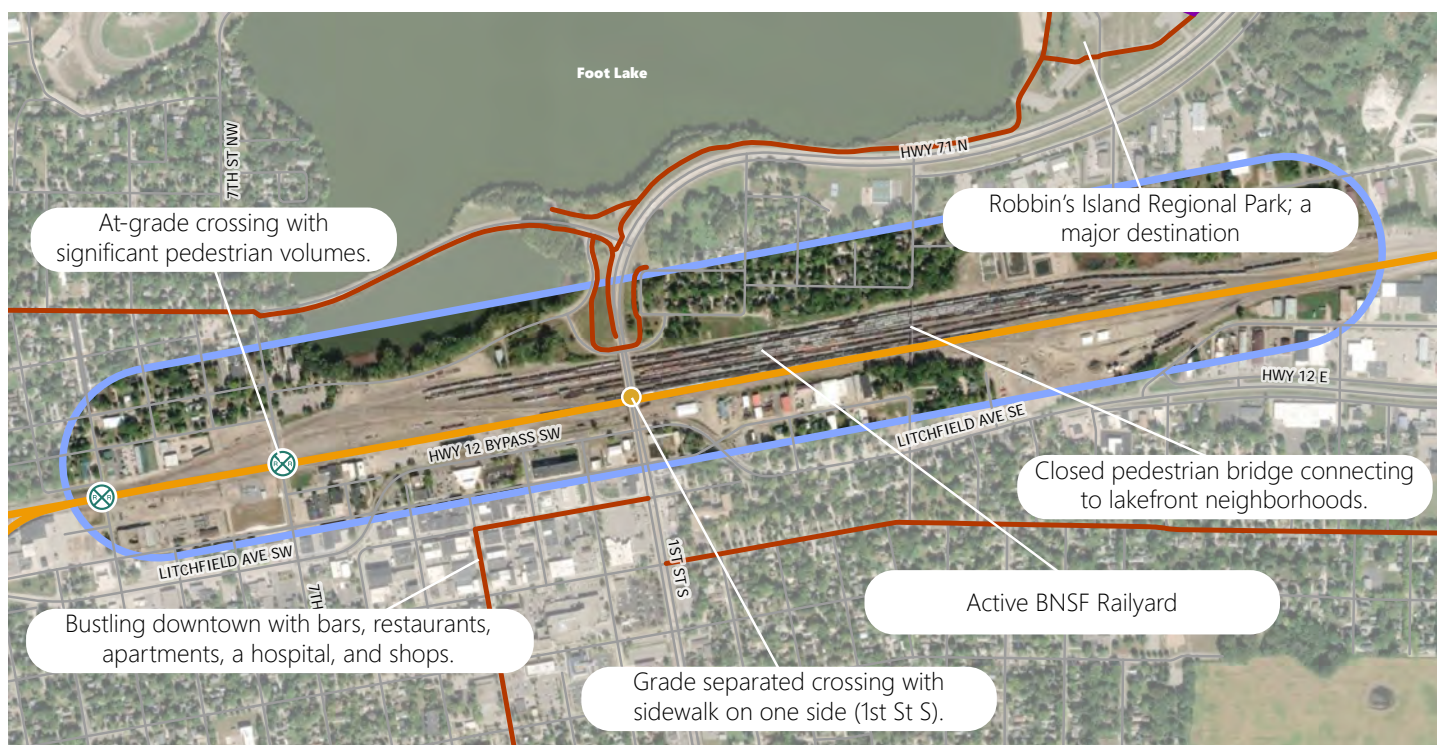 Foot Lake
7TH ST NW
HWY 71 N
At-grade crossing with
significant pedestrian volumes.
Robbin's Island Regional Park; a
major destination
HWY 12 E
HWY 12 BYPASS SW
LITCHFIELD AVE SE
Closed pedestrian bridge connecting
to lakefront neighborhoods.
LITCHFIELD AVE SW
1ST ST S
7TH
Active BNSF Railyard
Bustling downtown with bars, restaurants,
apartments, a hospital, and shops.
Grade separated crossing with
sidewalk on one side (1st St S).